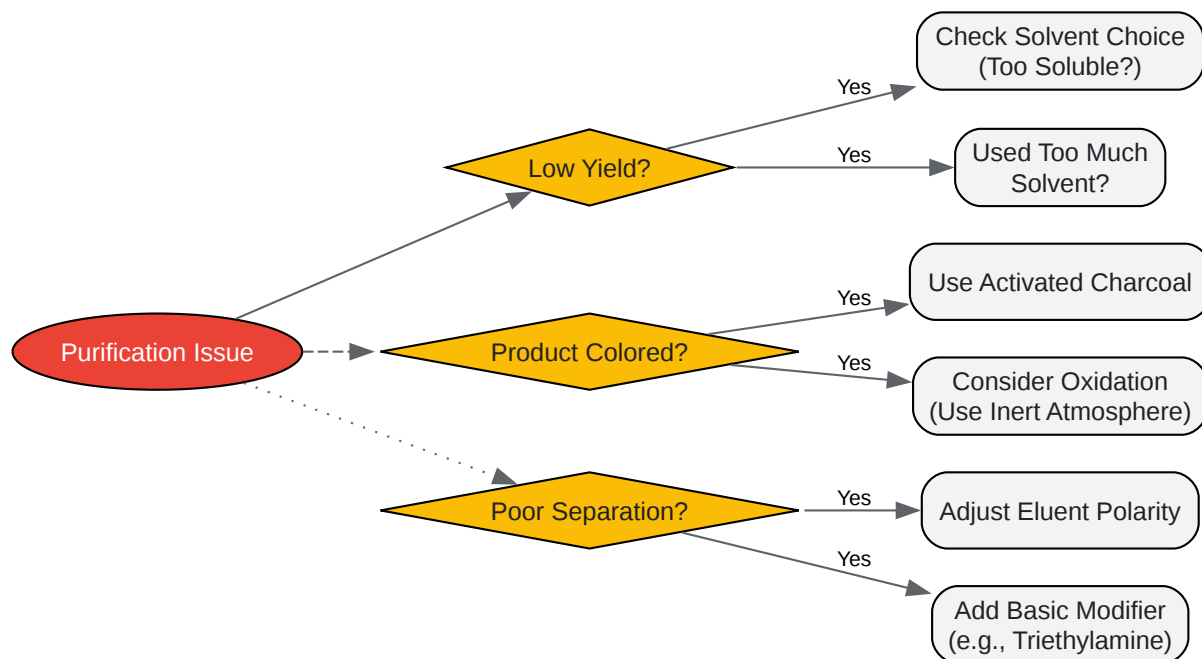 Check Solvent Choice
(Too Soluble?)
Yes
Low Yield?
Yes
Used Too Much
Solvent?
Use Activated Charcoal
Yes
Purification Issue
Product Colored?
Yes
Consider Oxidation
(Use Inert Atmosphere)
Poor Separation?
Yes
Adjust Eluent Polarity
Yes
Add Basic Modifier
(e.g., Triethylamine)